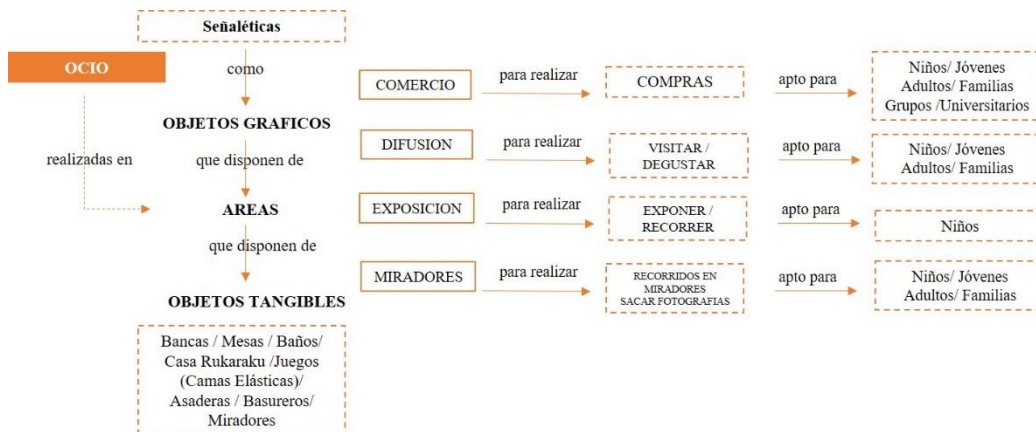 Señaléticas
OCIO
como
OBJETOS GRAFICOS
realizadas en
que disponen de
AREAS
que disponen de
OBJETOS TANGIBLES
Bancas / Mesas / Baños/
Casa Rukaraku /Juegos
(Camas Elásticas)/
Asaderas / Basureros/
Miradores
COMERCIO
para realizar
COMPRAS
apto para
Niños/ Jóvenes
Adultos/ Familias
Grupos /Universitarios
DIFUSION
para realizar
VISITAR /
DEGUSTAR
apto para
Niños/ Jóvenes
Adultos/ Familias
EXPOSICION
para realizar
EXPONER /
RECORRER
apto para
Niños
MIRADORES
para realizar
RECORRIDOS EN
MIRADORES
SACAR FOTOGRAFIAS
apto para
Niños/ Jóvenes
Adultos/ Familias